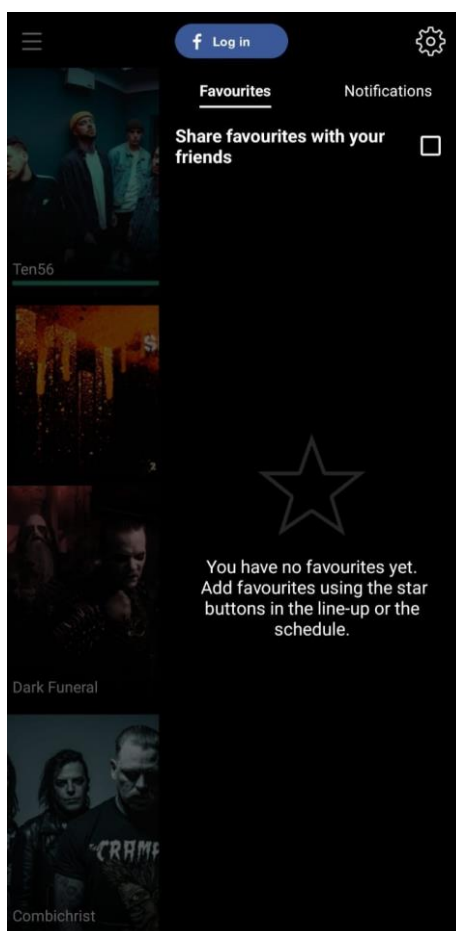 Log in
Favourites
Notifications
Share favourites with your
friends
Ten56
Dark Funeral
CRAMP
Combichrist
You have no favourites yet.
Add favourites using the star
buttons in the line-up or the
schedule.